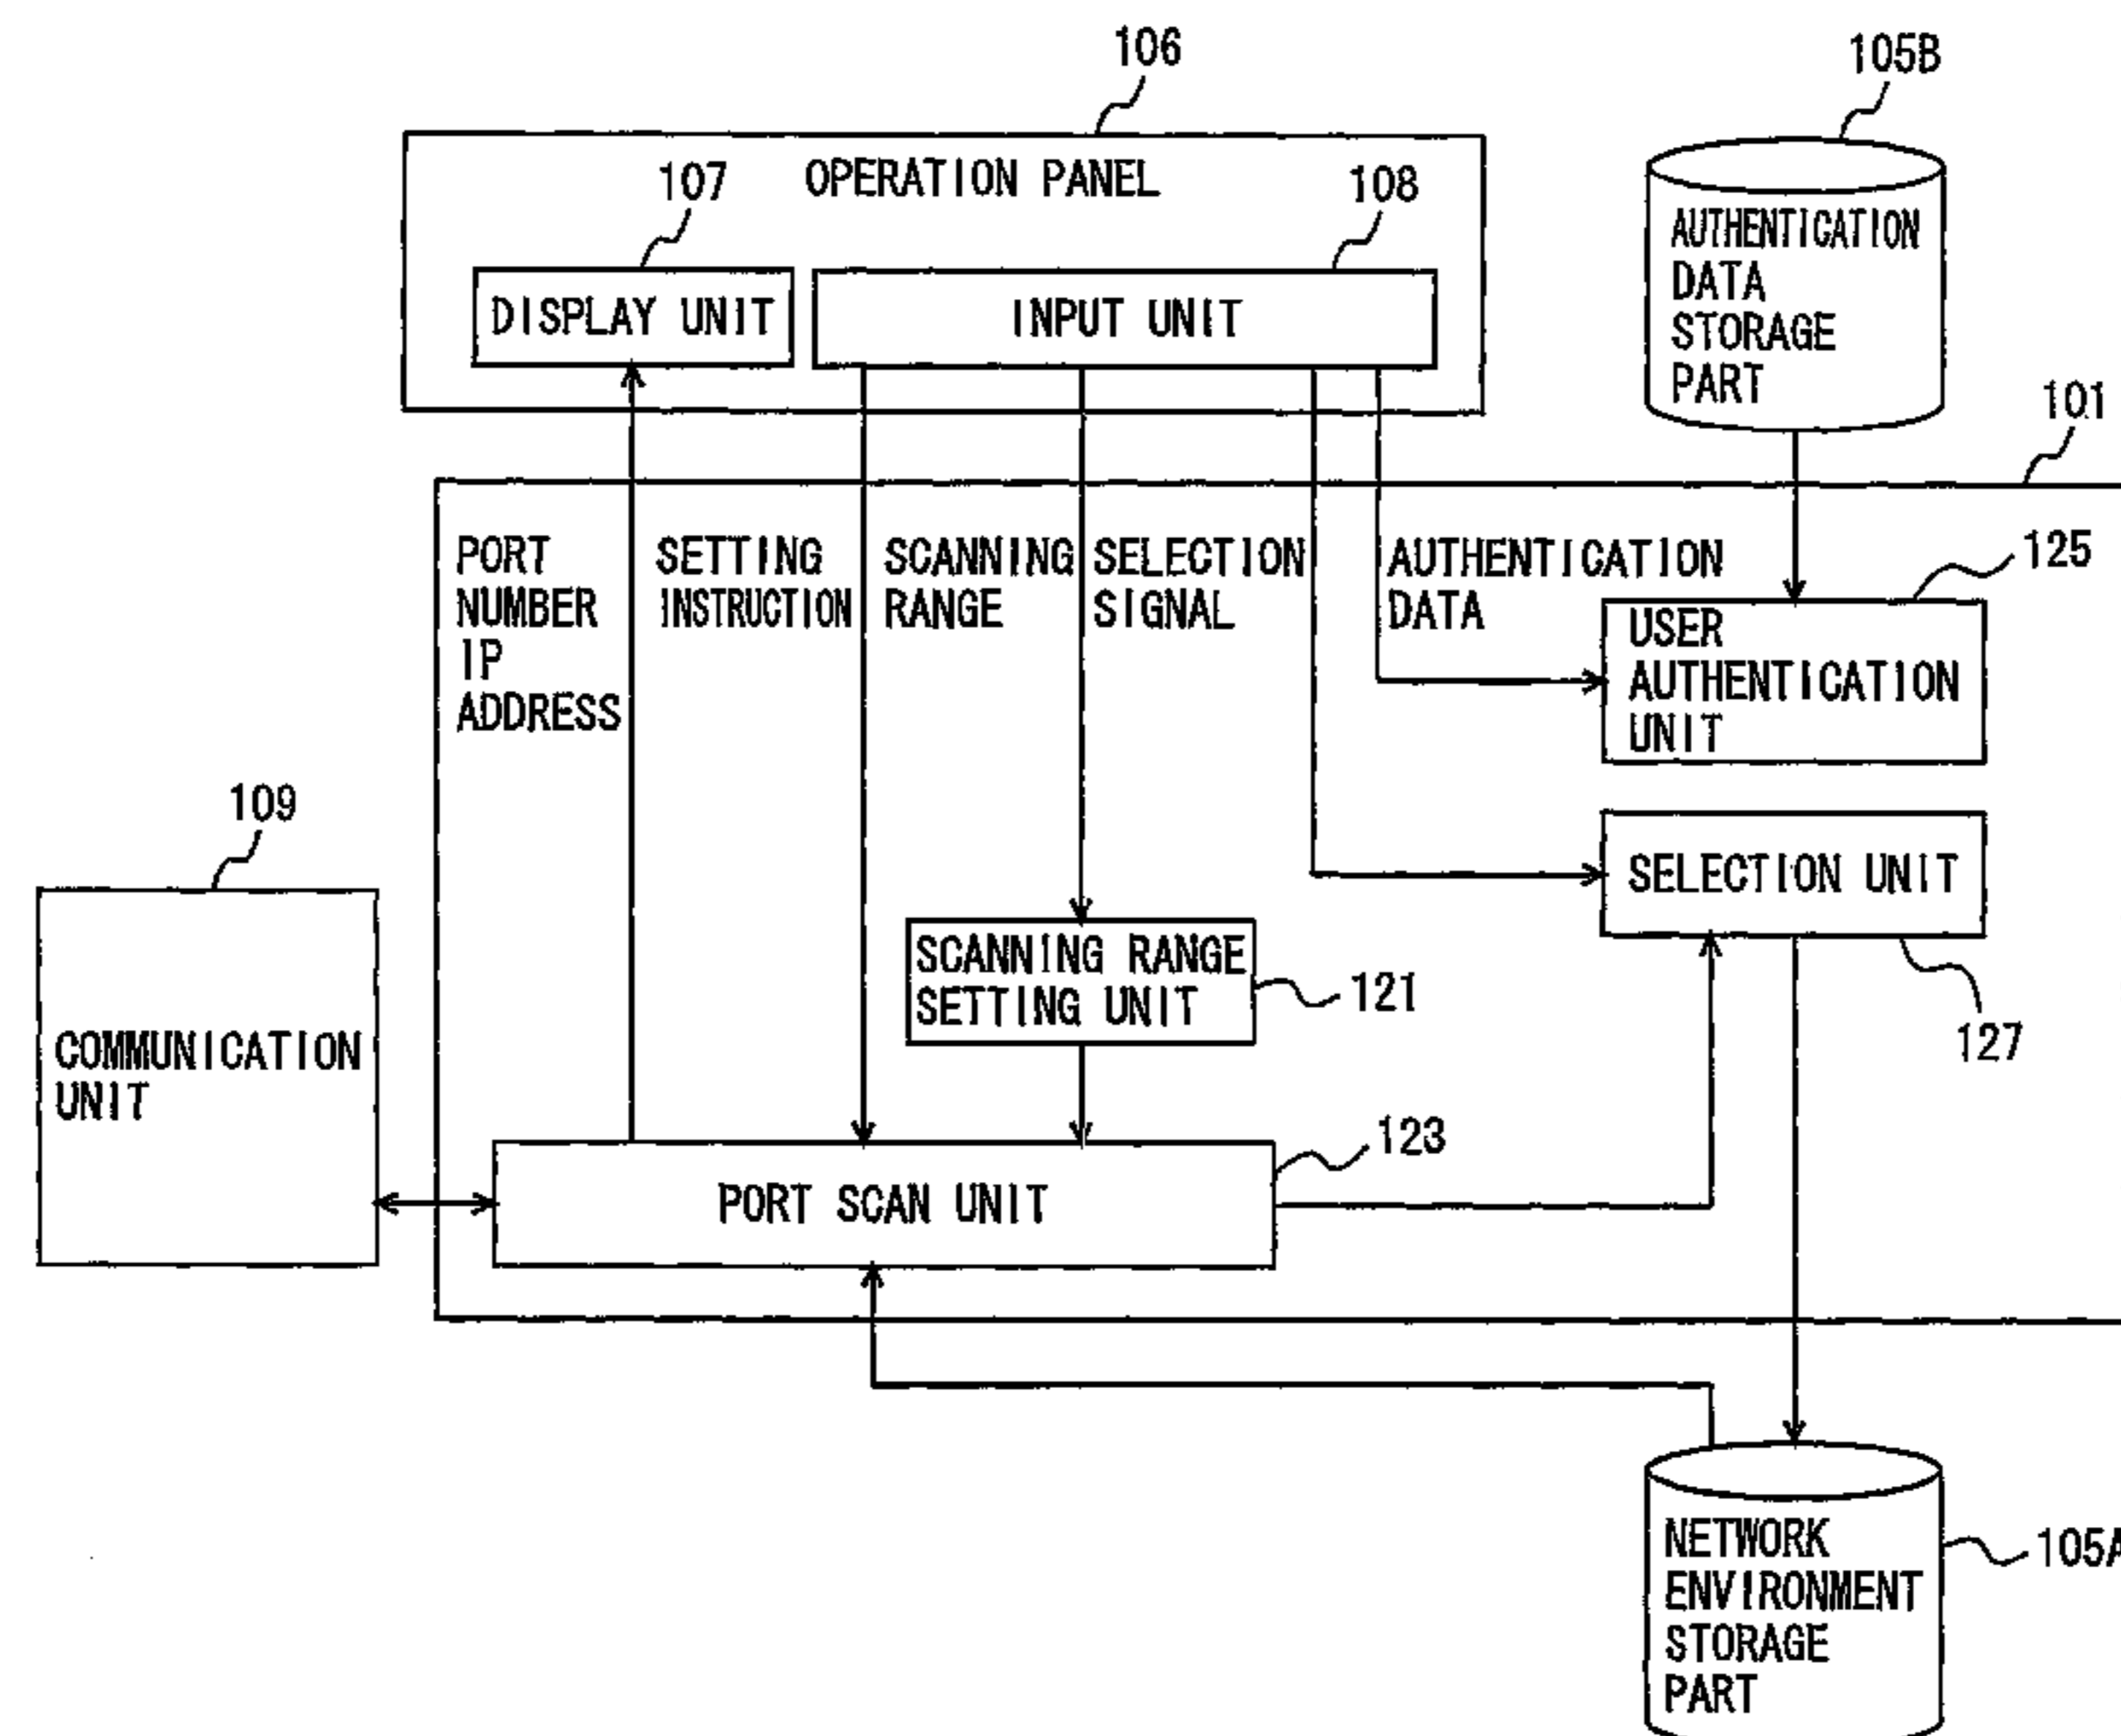 106
105B
OPERATION PANEL
107
108
DISPLAY UNIT
INPUT UNIT
AUTHENTICATION
DATA
STORAGE
PART
101
PORT
NUMBER
IP
ADDRESS
SETTING
INSTRUCTION
SCANNING
RANGE
SELECTION
SIGNAL
AUTHENTICATION
DATA
125
USER
AUTHENTICATION
UNIT
109
SELECTION UNIT
127
SCANNING RANGE
SETTING UNIT
121
COMMUNICATION
UNIT
123
PORT SCAN UNIT
NETWORK
ENVIRONMENT
STORAGE
PART
105A